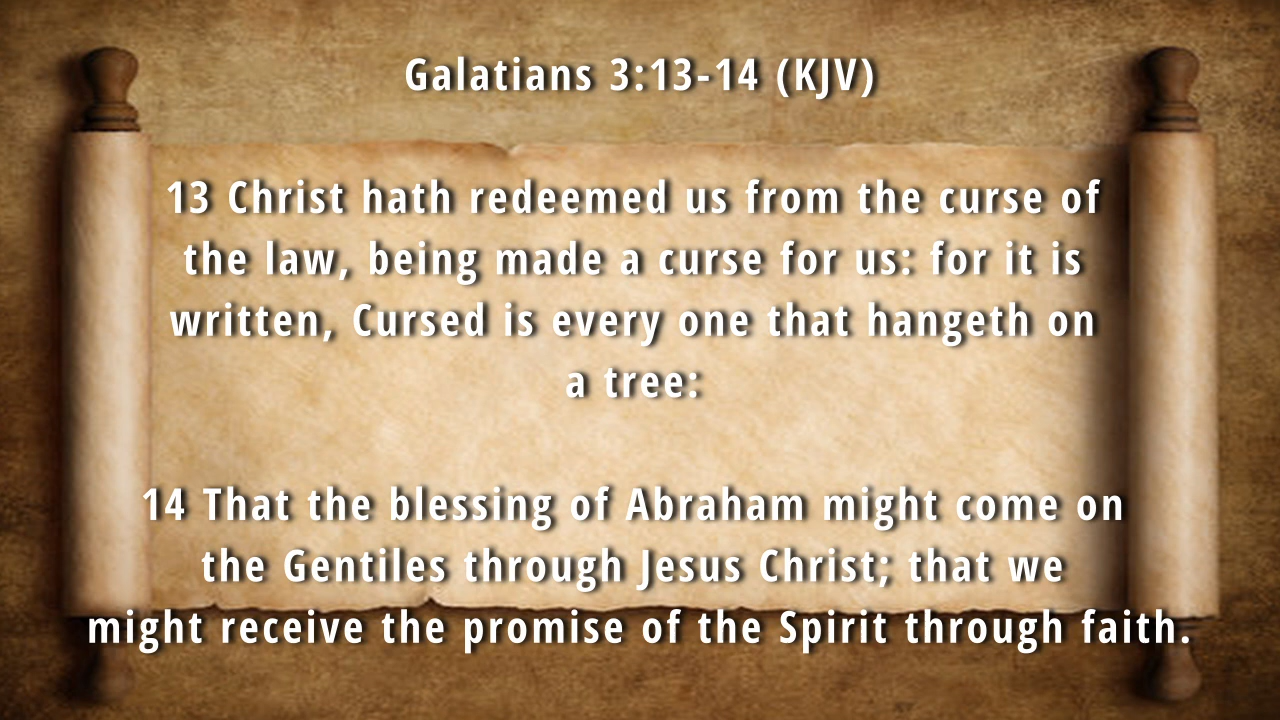 Galatians 3:13-14 (KJV)
13 Christ hath redeemed us from the curse of
the law, being made a curse for us: for it is
written, Cursed is every one that hangeth on
a tree:
14 That the blessing of Abraham might come on
the Gentiles through Jesus Christ; that we
might receive the promise of the Spirit through faith.